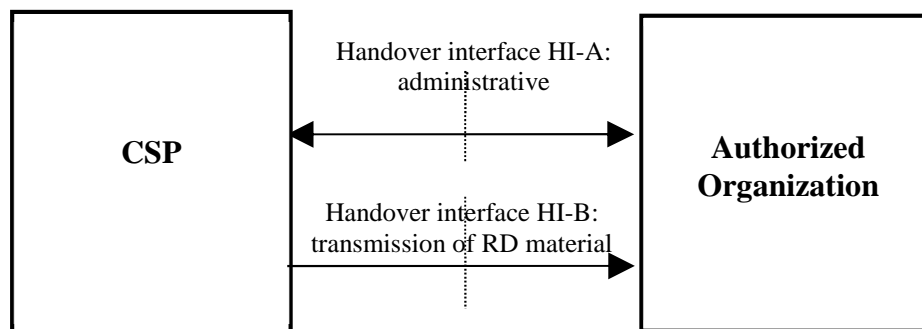 Handover interface HI-A:
administrative
CSP
Authorized
Organization
Handover interface HI-B:
transmission of RD material